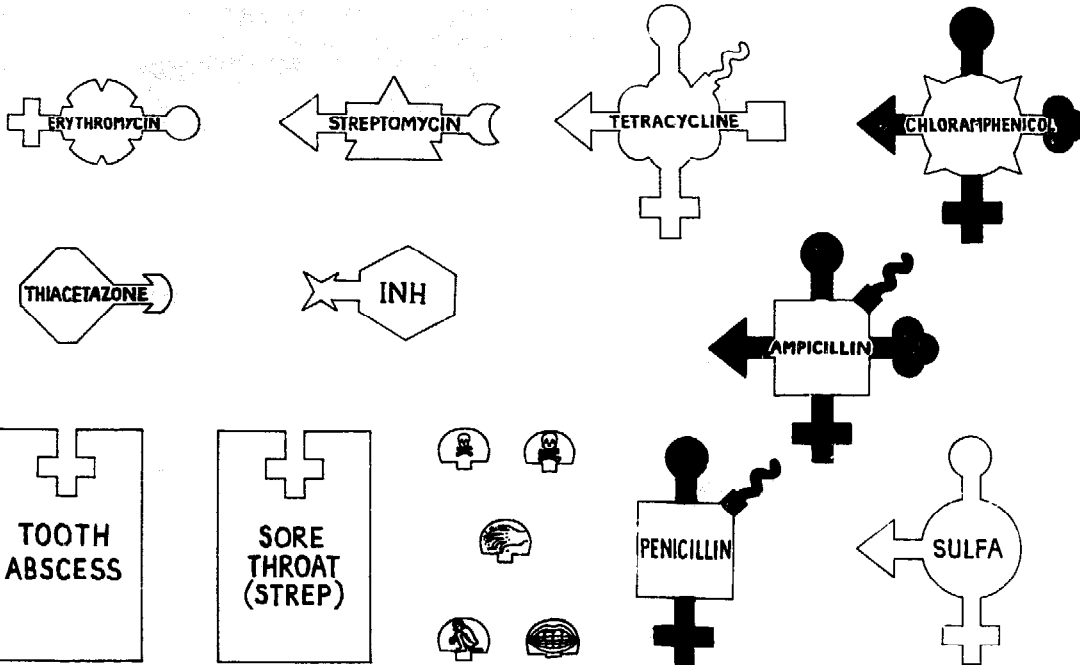 ERYTHROMYCIN
STREPTOMYCIN
TETRACYCLINE
CHLORAMPHENICOL
THIACETAZONE
INH
AMPICILLIN
TOOTH
ABSCESS
SORE
THROAT
(STREP)
PENICILLIN
SULFA